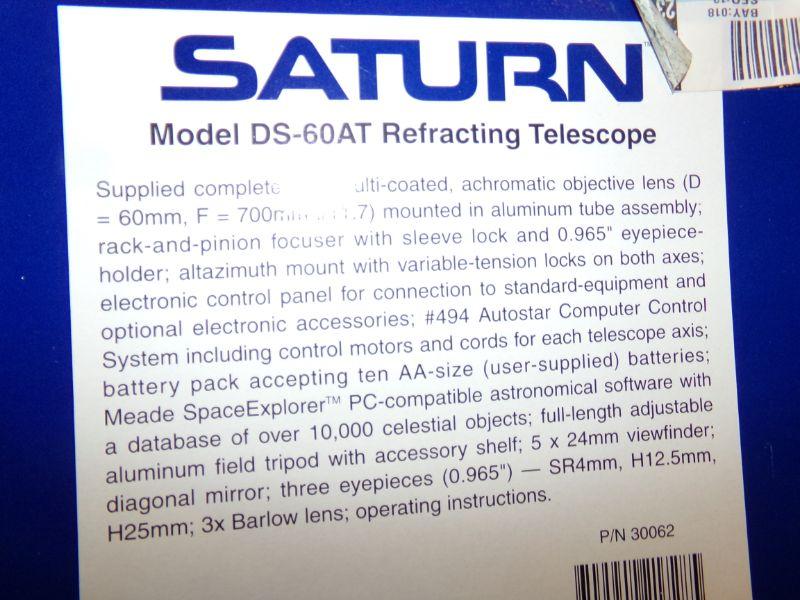 SATURN™
Model DS-60AT Refracting Telescope
Supplied complete ulti-coated, achromatic objective lens (D
= 60mm, F = 700mm .7) mounted in aluminum tube assembly;
rack-and-pinion focuser with sleeve lock and 0.965" eyepiece-
holder; altazimuth mount with variable-tension locks on both axes;
electronic control panel for connection to standard-equipment and
optional electronic accessories; #494 Autostar Computer Control
System including control motors and cords for each telescope axis;
battery pack accepting ten AA-size (user-supplied) batteries;
Meade SpaceExplorer™ PC-compatible astronomical software with
a database of over 10,000 celestial objects; full-length adjustable
aluminum field tripod with accessory shelf; 5 x 24mm viewfinder;
diagonal mirror; three eyepieces (0.965") — SR4mm, H12.5mm,
H25mm; 3x Barlow lens; operating instructions.
P/N 30062
BAY:018